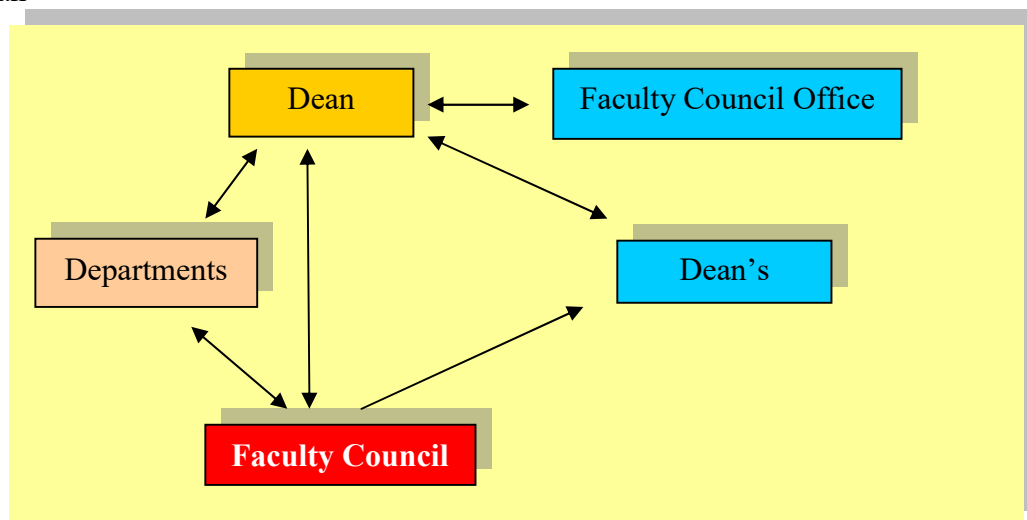 Dean
Faculty Council Office
Departments
Dean’s
Faculty Council